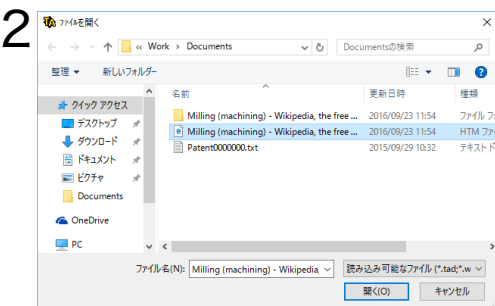 2
ファイルを開く
« Work > Documents
Documentsの検索
整理 新しいフォルダー
名前 更新日時 種類
クイック アクセス
デスクトップ
ダウンロード
ドキュメント
ピクチャ
Documents
OneDrive
PC
Milling (machining) - Wikipedia, the free ... 2016/09/23 11:54 ファイル フ
Milling (machining) - Wikipedia, the free ... 2016/09/23 11:54 HTM ファ
Patent0000000.txt 2015/09/29 10:32 テキスト ド
ファイル名(N): Milling (machining) - Wikipedia, 読み込み可能なファイル (*.tad;*.w
開く(O) キャンセル